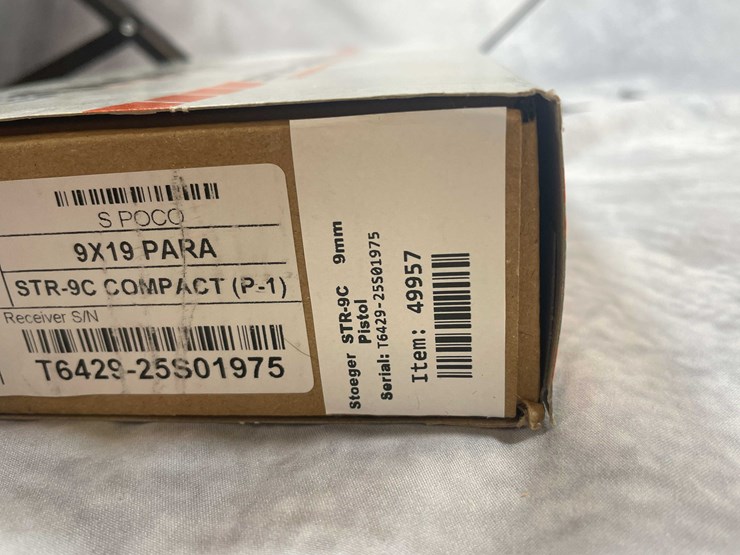 S POCO
9X19 PARA
STR-9C COMPACT (P-1)
Receiver S/N
T6429-25S01975
Stoeger STR-9C 9mm
Pistol
Serial: T6429-25S01975
Item: 49957